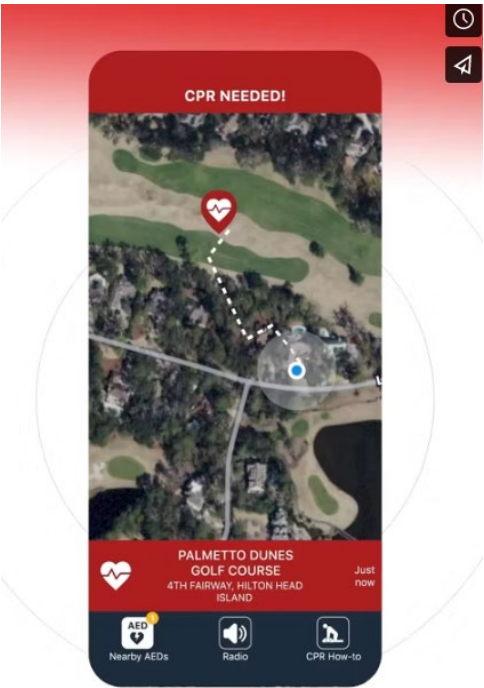 CPR NEEDED!
PALMETTO DUNES
GOLF COURSE
4TH FAIRWAY, HILTON HEAD
ISLAND
Just
now
AED
1
Nearby AEDs
Radio
CPR How-to